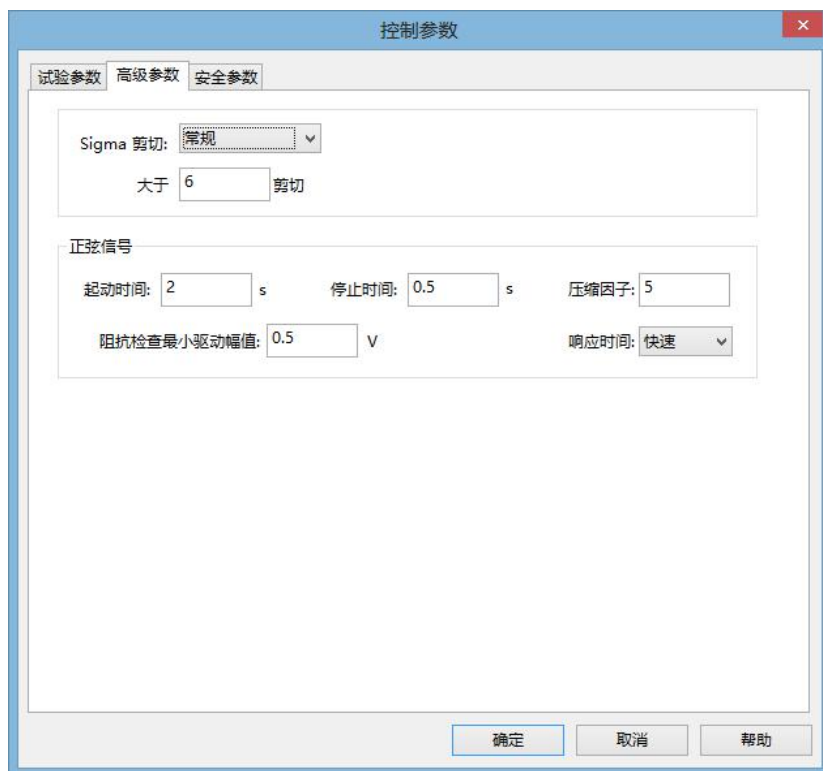 控制参数
试验参数 高级参数 安全参数
Sigma 剪切: 常规
大于 6 剪切
正弦信号
起动时间: 2 s 停止时间: 0.5 s 压缩因子: 5
阻抗检查最小驱动幅值: 0.5 V 响应时间: 快速
确定 取消 帮助